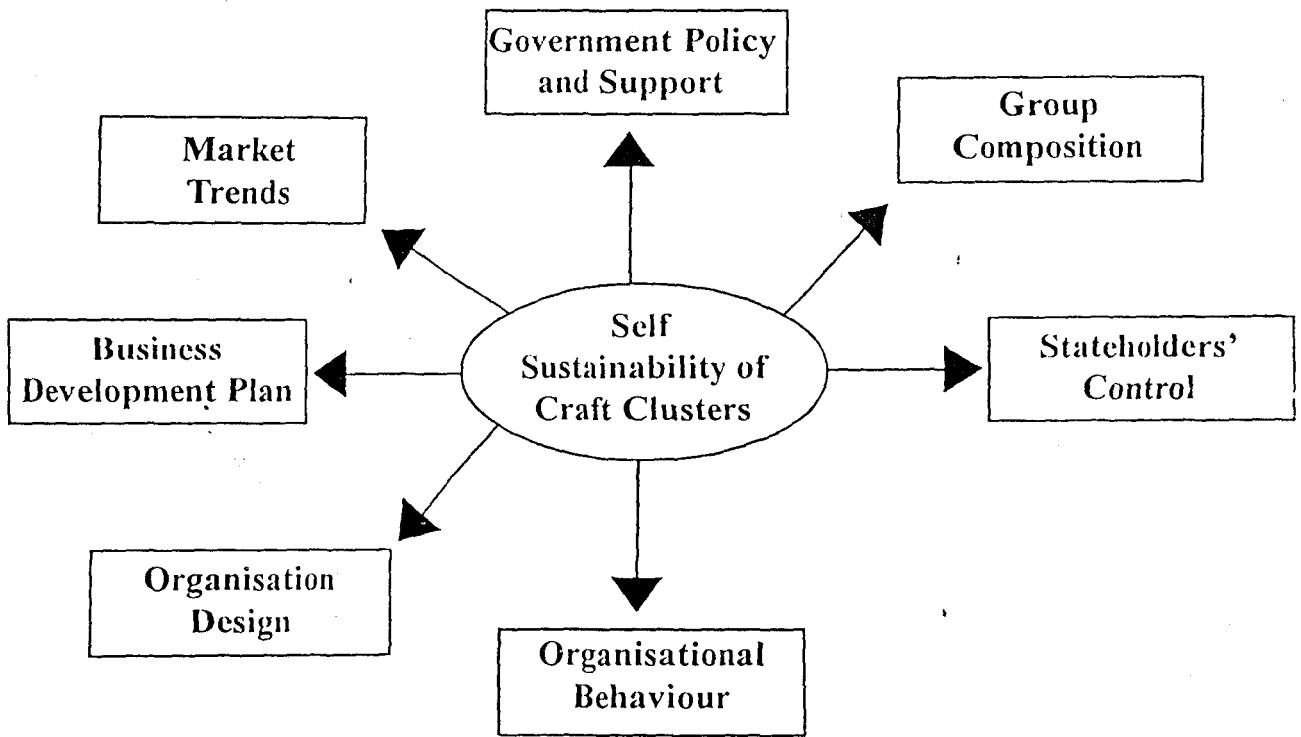 Government Policy
and Support
Group
Composition
Market
Trends
Self
Sustainability of
Craft Clusters
Stateholders'
Control
Business
Development Plan
Organisation
Design
Organisational
Behaviour